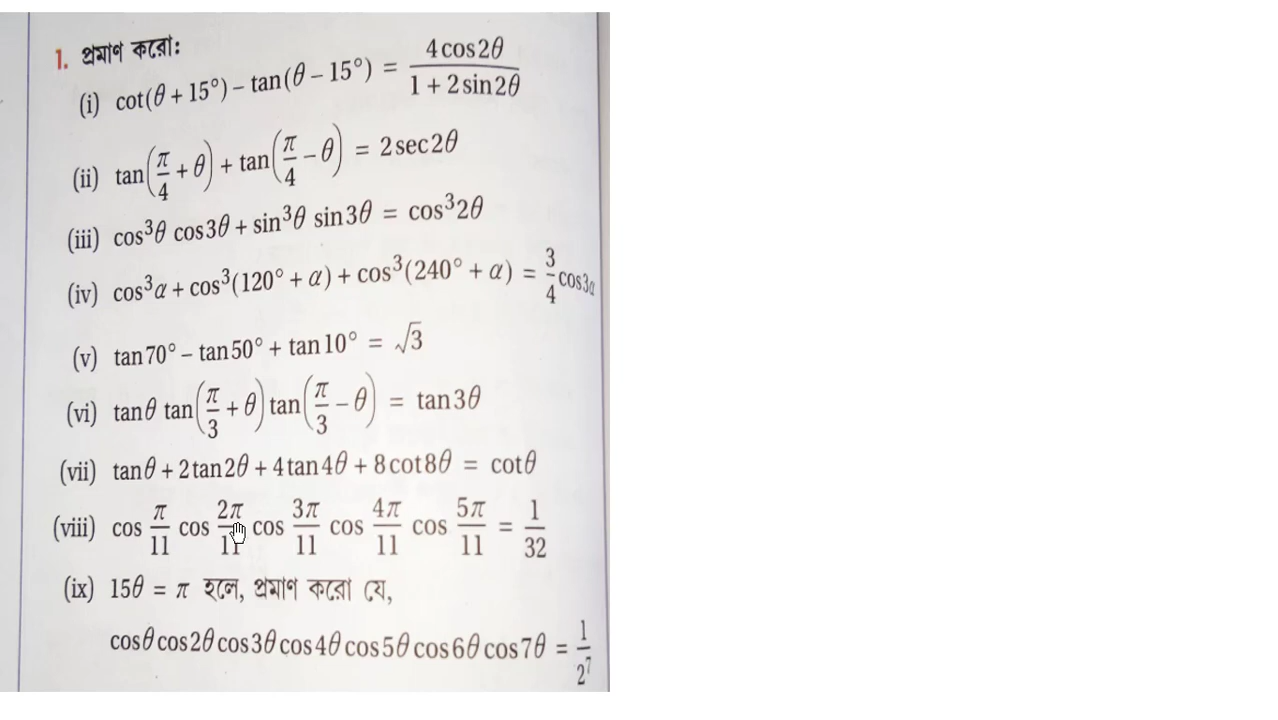 1. প্রমাণ করো:
(i) cot(θ + 15°) – tan(θ – 15°) = 4cos2θ / 1 + 2sin2θ
(ii) tan(π/4 + θ) + tan(π/4 – θ) = 2sec2θ
(iii) cos³θ cos3θ + sin³θ sin3θ = cos³2θ
(iv) cos³α + cos³(120° + α) + cos³(240° + α) = 3/4 cos3α
(v) tan70° – tan50° + tan10° = √3
(vi) tanθ tan(π/3 + θ) tan(π/3 – θ) = tan3θ
(vii) tanθ + 2tan2θ + 4tan4θ + 8cot8θ = cotθ
(viii) cos π/11 cos 2π/11 cos 3π/11 cos 4π/11 cos 5π/11 = 1/32
(ix) 15θ = π হলে, প্রমাণ করো যে,
cosθ cos2θ cos3θ cos4θ cos5θ cos6θ cos7θ = 1/2⁷